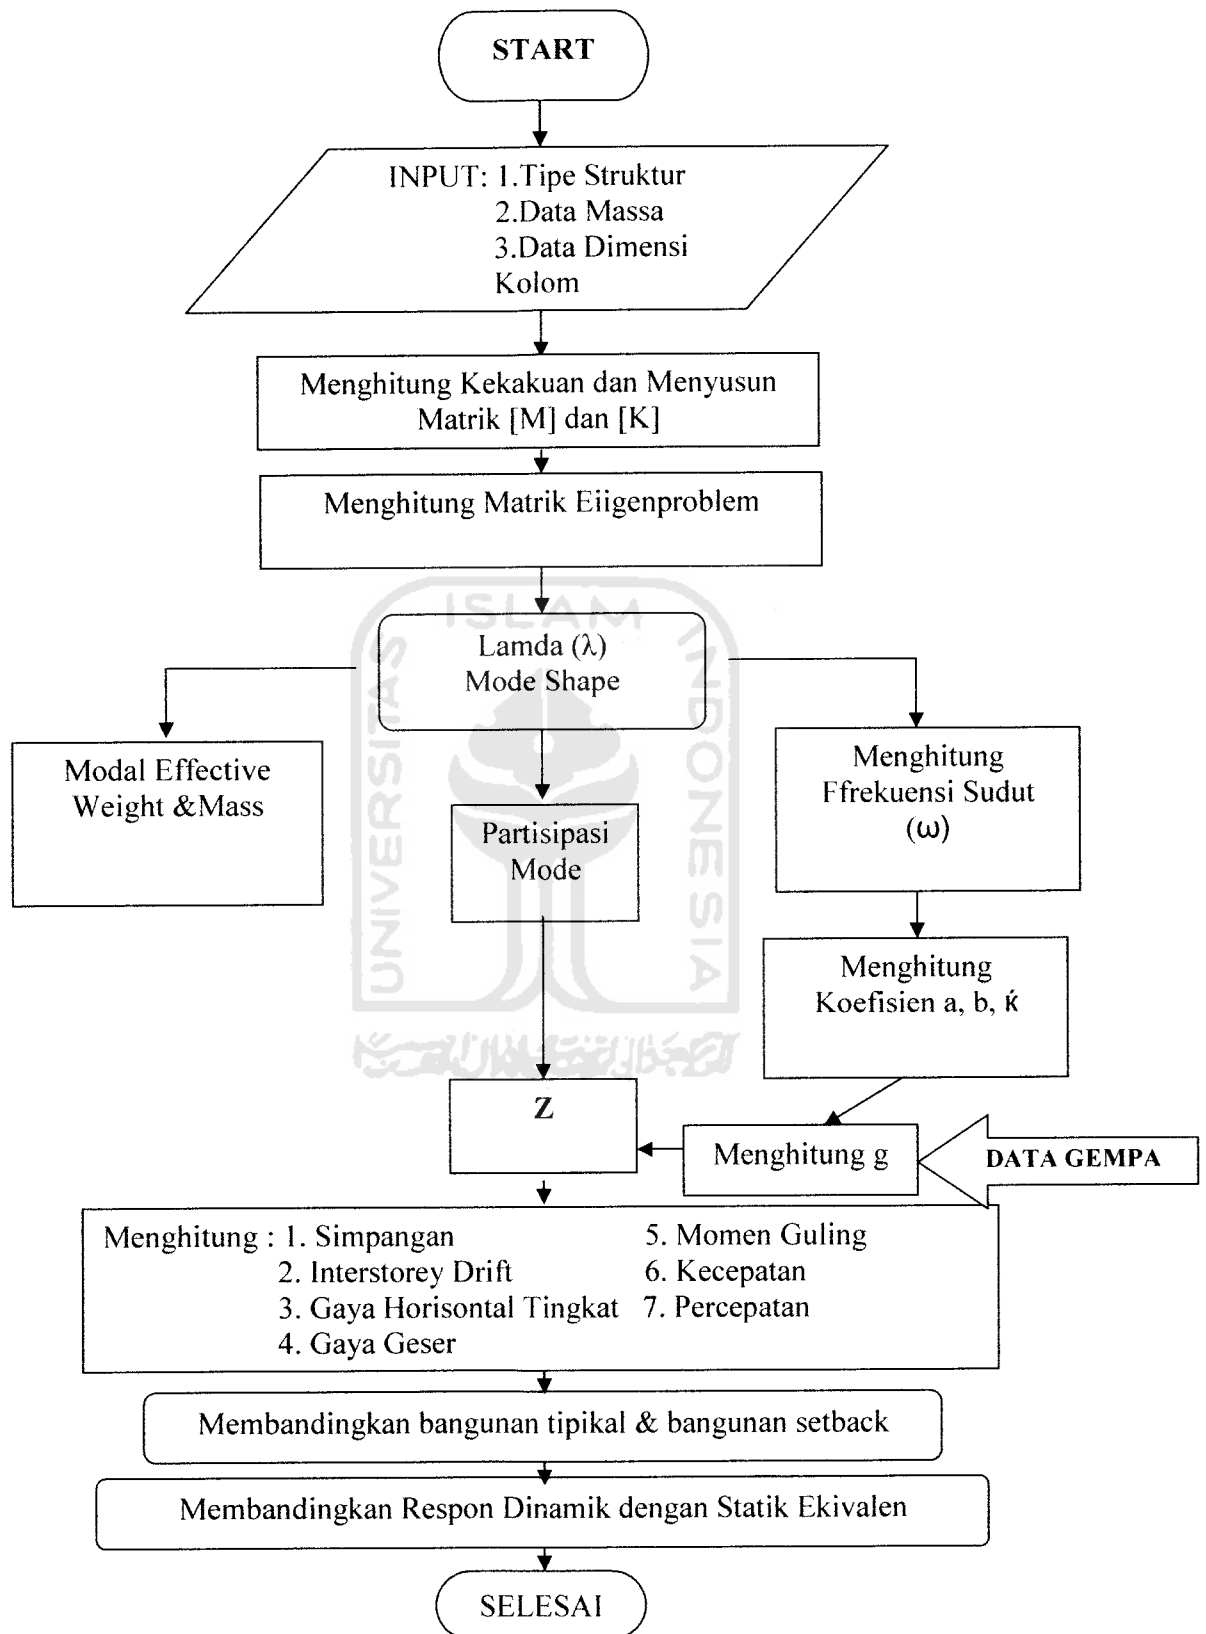 START
INPUT: 1.Tipe Struktur
2.Data Massa
3.Data Dimensi
Kolom
Menghitung Kekakuan dan Menyusun
Matrik [M] dan [K]
Menghitung Matrik Eiigenproblem
Lamda (λ)
Mode Shape
Modal Effective
Weight &Mass
Partisipasi
Mode
Menghitung
Ffrekuensi Sudut
(ω)
Menghitung
Koefisien a, b, ḱ
Z
Menghitung g
DATA GEMPA
Menghitung : 1. Simpangan
2. Interstorey Drift
3. Gaya Horisontal Tingkat
4. Gaya Geser
5. Momen Guling
6. Kecepatan
7. Percepatan
Membandingkan bangunan tipikal & bangunan setback
Membandingkan Respon Dinamik dengan Statik Ekivalen
SELESAI
UNIVERSITAS
ISLAM
INDONESIA